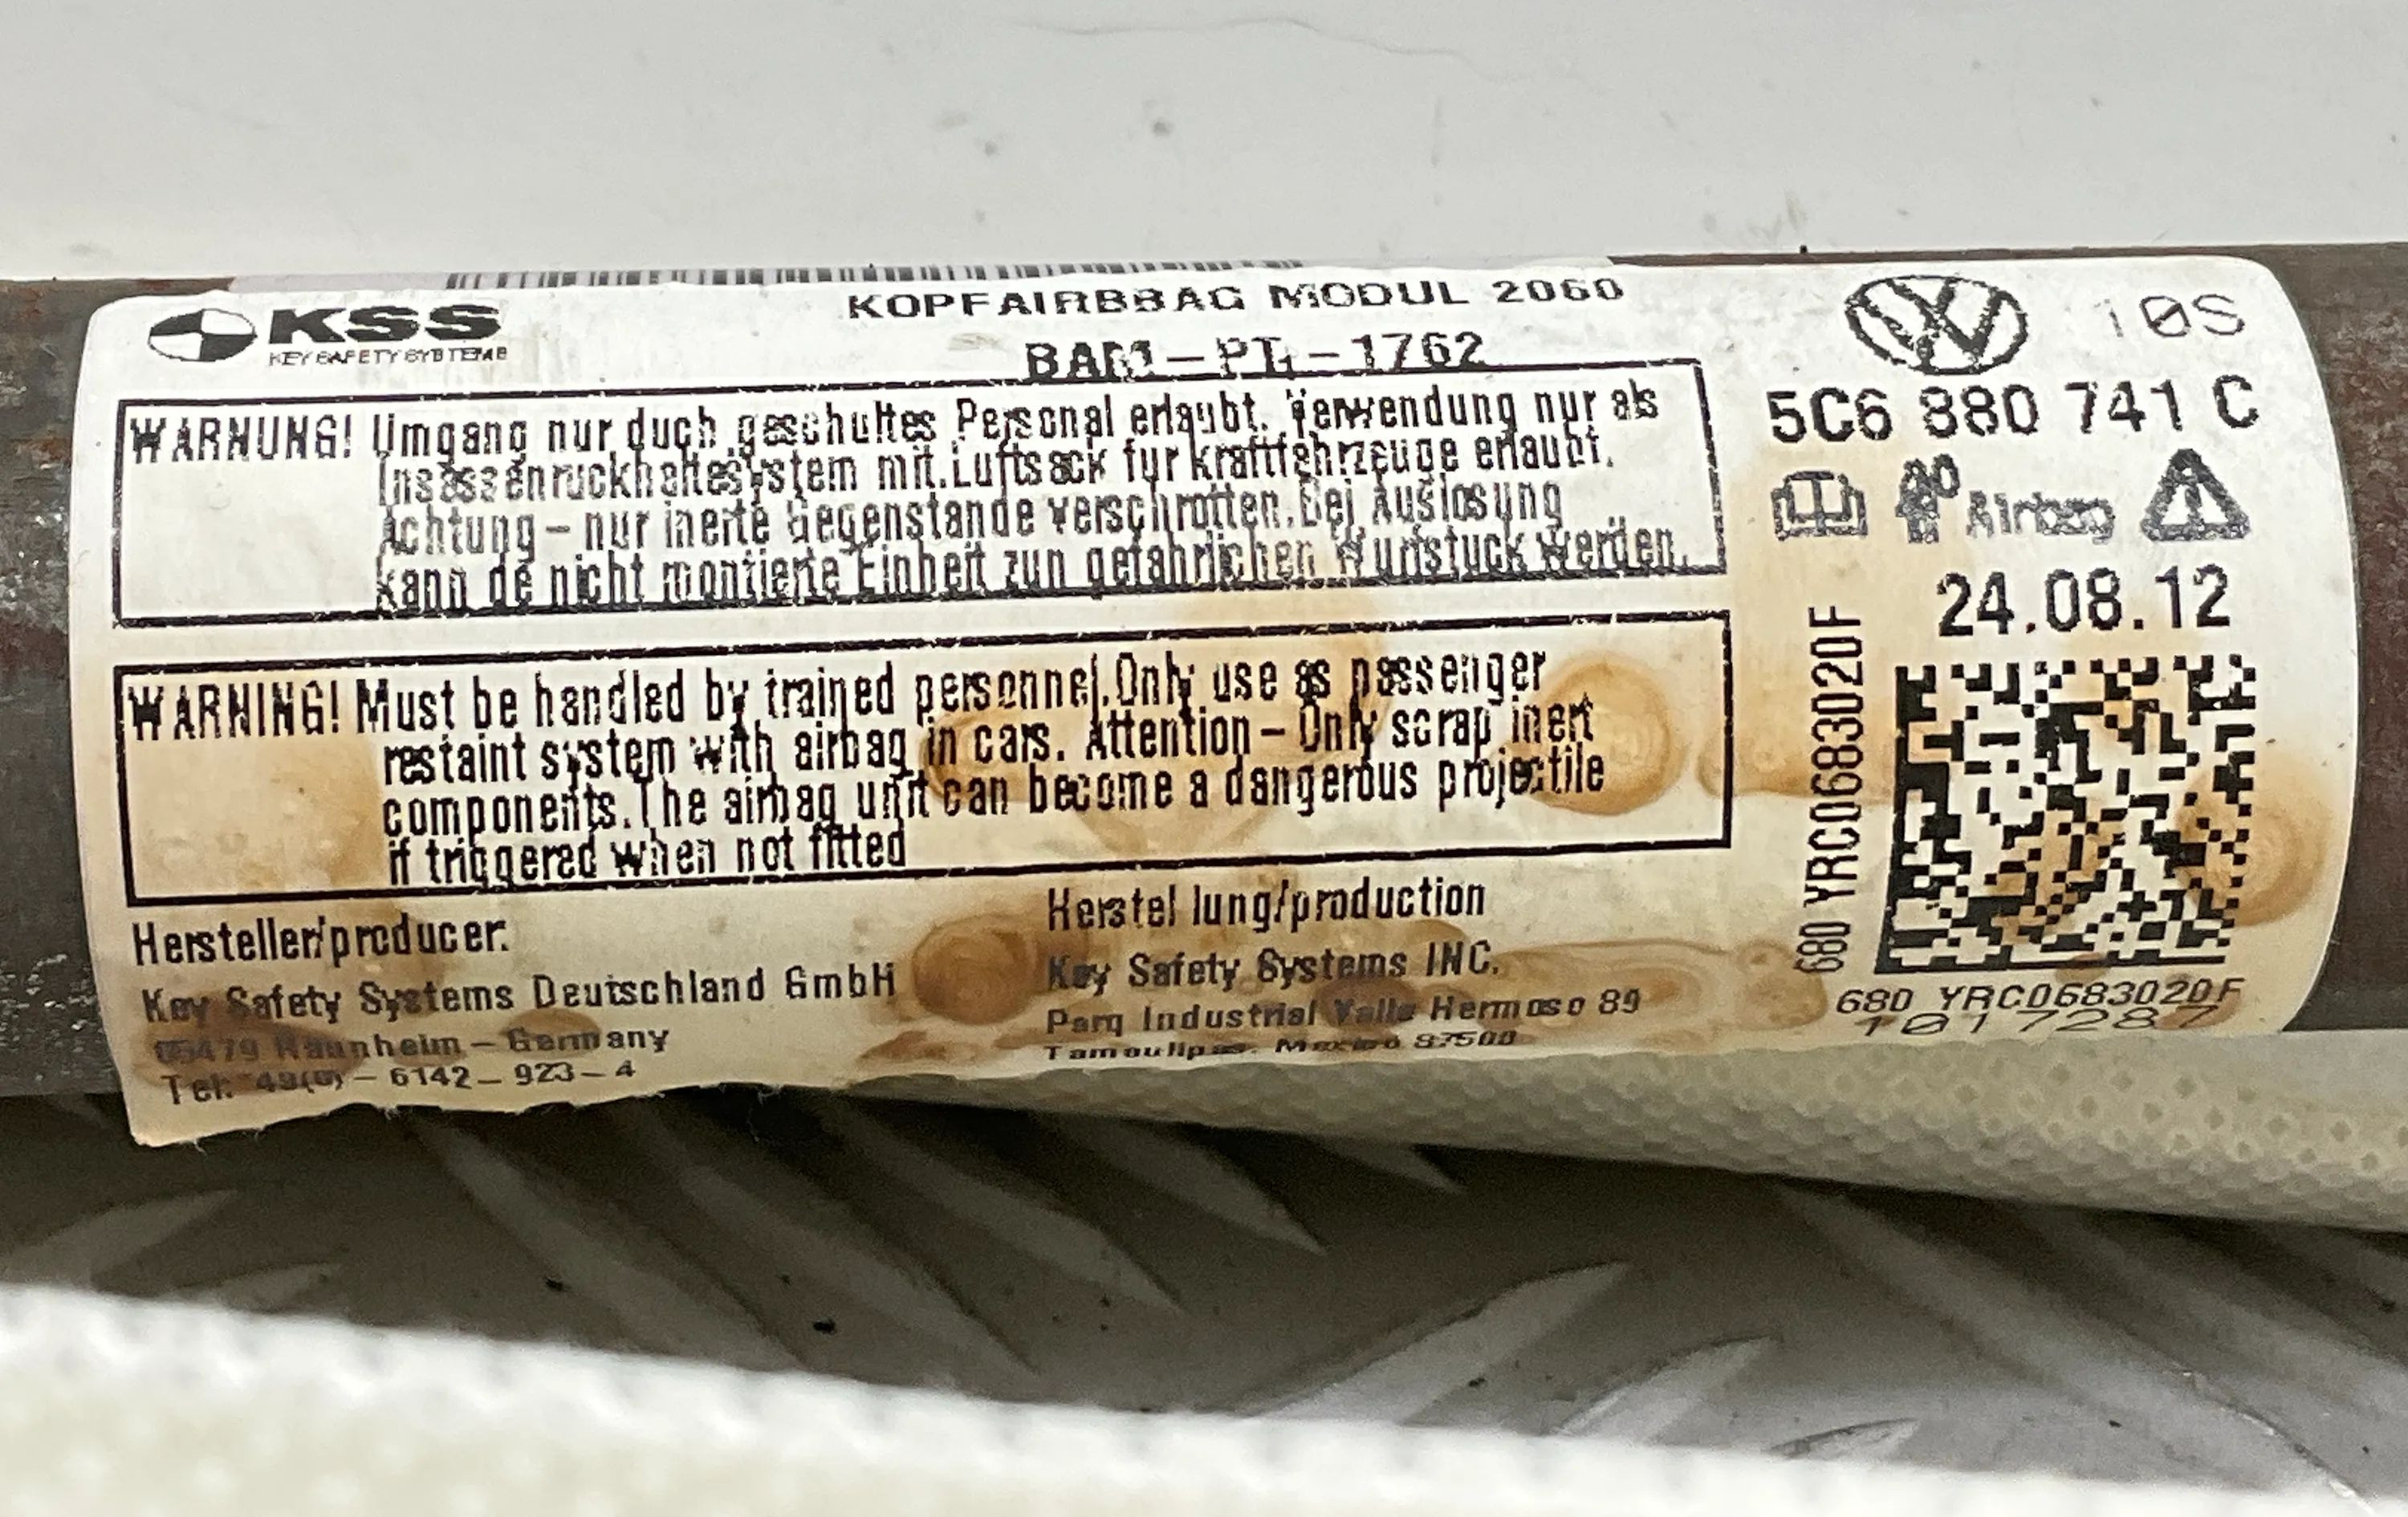 KSS
KEY SAFETY SYSTEMS
KOPFAIRBBAG MODUL 2060
BAM1-PT1-1762
WARNUNG! Umgang nur duch geschultes Personal erlaubt. Verwendung nur als
Insassenruckhaltesystem mit.Luftsack fur kraftfahrzeuge erlaubt.
Achtung - nur inerte Gegenstande verschrotten.Bei Auslosung
kann de nicht montierte Einheit zun gefahrlichen Wurfstuck werden.
WARNING! Must be handled by trained personnel.Only use as passenger
restaint system with airbag in cars. Attention - Only scrap inert
components.The airbag unit can become a dangerous projectile
if triggered when not fitted
Hersteller/producer:
Key Safety Systems Deutschland GmbH
Raunheim - Germany
Tel: 49(0) - 6142 - 923 - 4
Herstel lung/production
Key Safety Systems INC.
Parq Industrial Valle Hermoso 89
Tamoulipas. Mexico 87500
VW 10S
5C6 880 741 C
Airbag
24.08.12
680 YRC0683020F
680 YRC0683020F
1017287